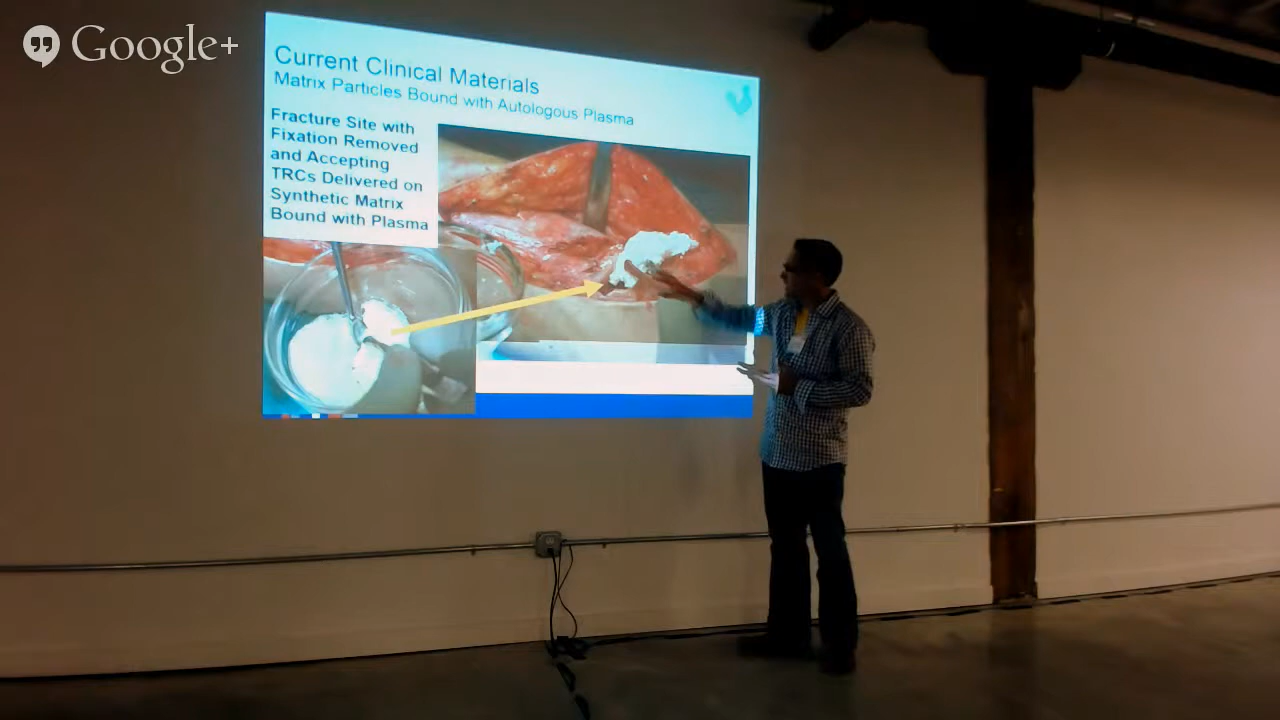 Google+
Current Clinical Materials
Matrix Particles Bound with Autologous Plasma
Fracture Site with
Fixation Removed
and Accepting
TRCs Delivered on
Synthetic Matrix
Bound with Plasma